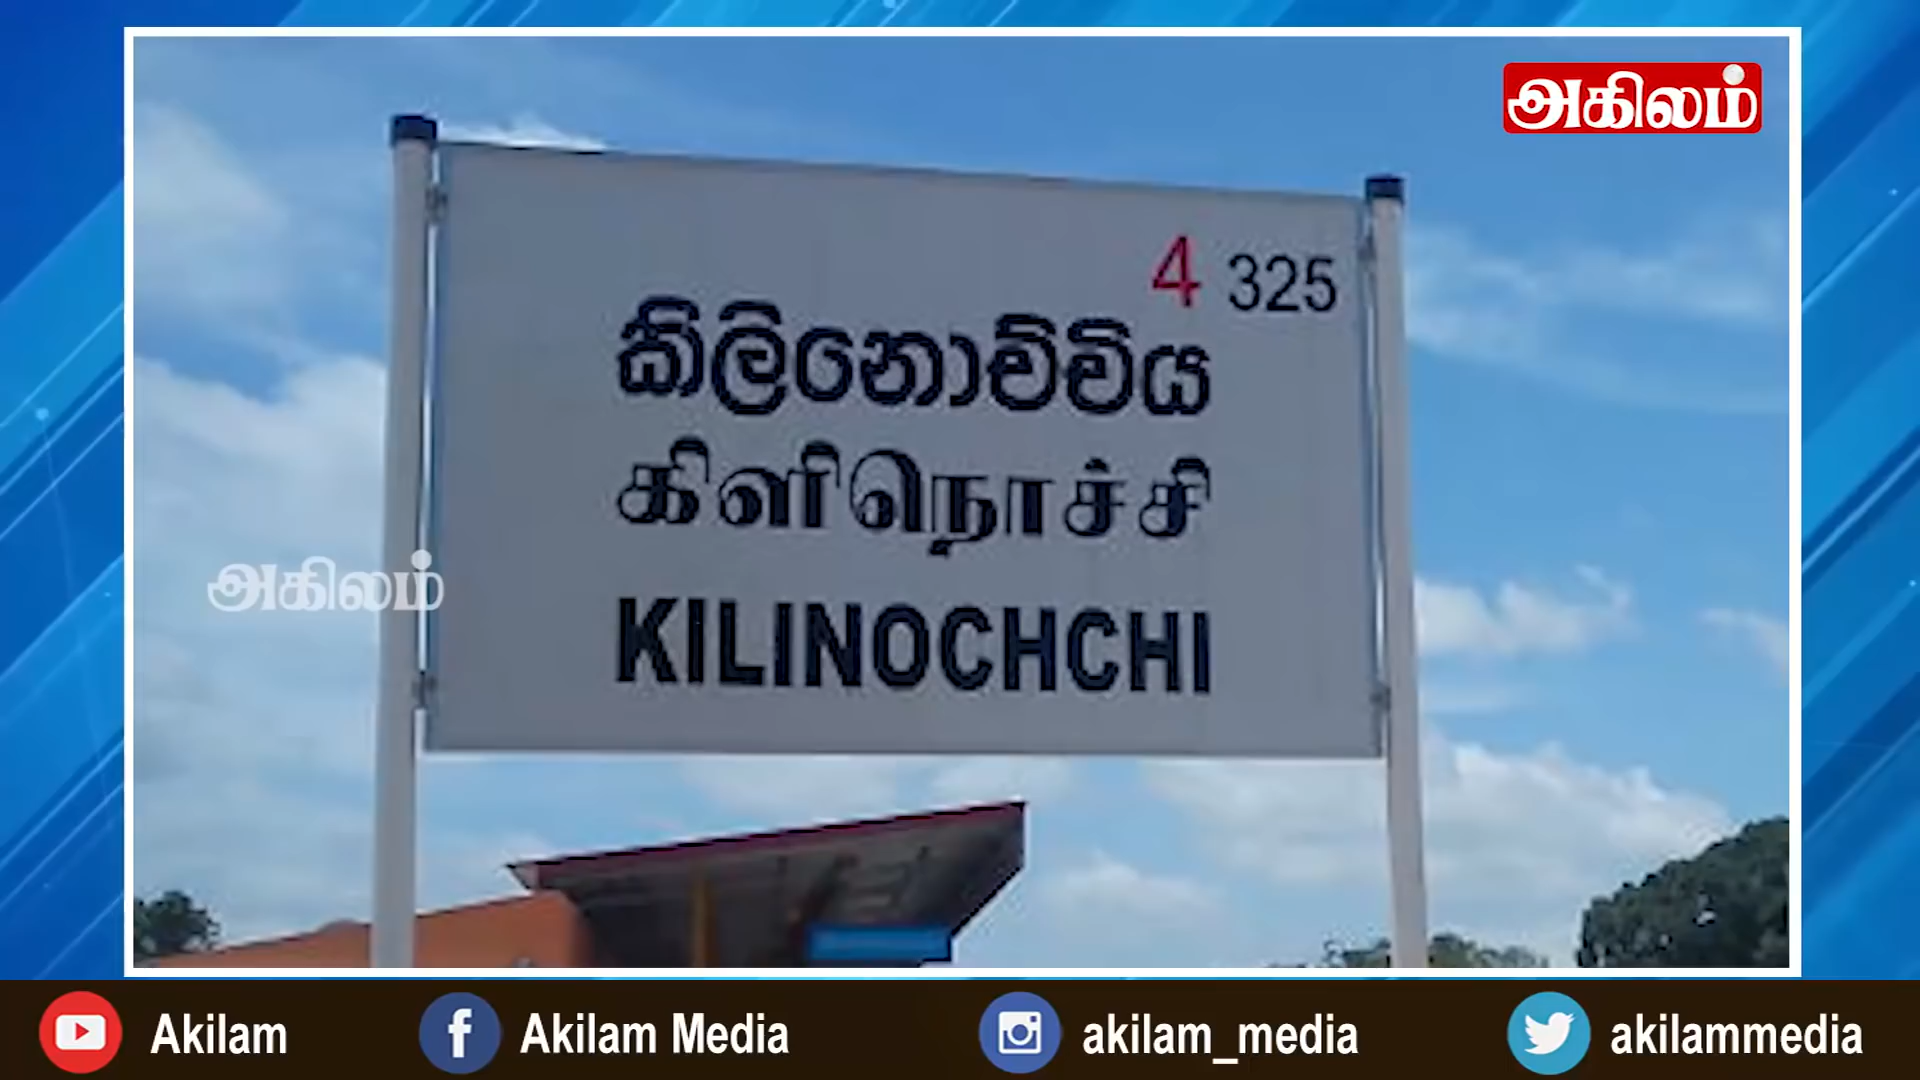 அகிலம்
4 325
කිලිනොච්චිය
கிளிநொச்சி
KILINOCHCHI
அகிலம்
Akilam
Akilam Media
akilam_media
akilammedia